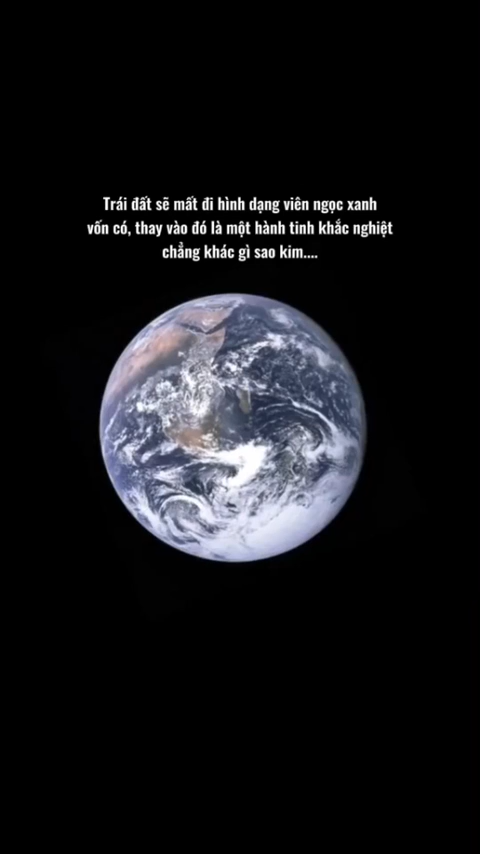 Trái đất sẽ mất đi hình dạng viên ngọc xanh
vốn có, thay vào đó là một hành tinh khắc nghiệt
chẳng khác gì sao kim....